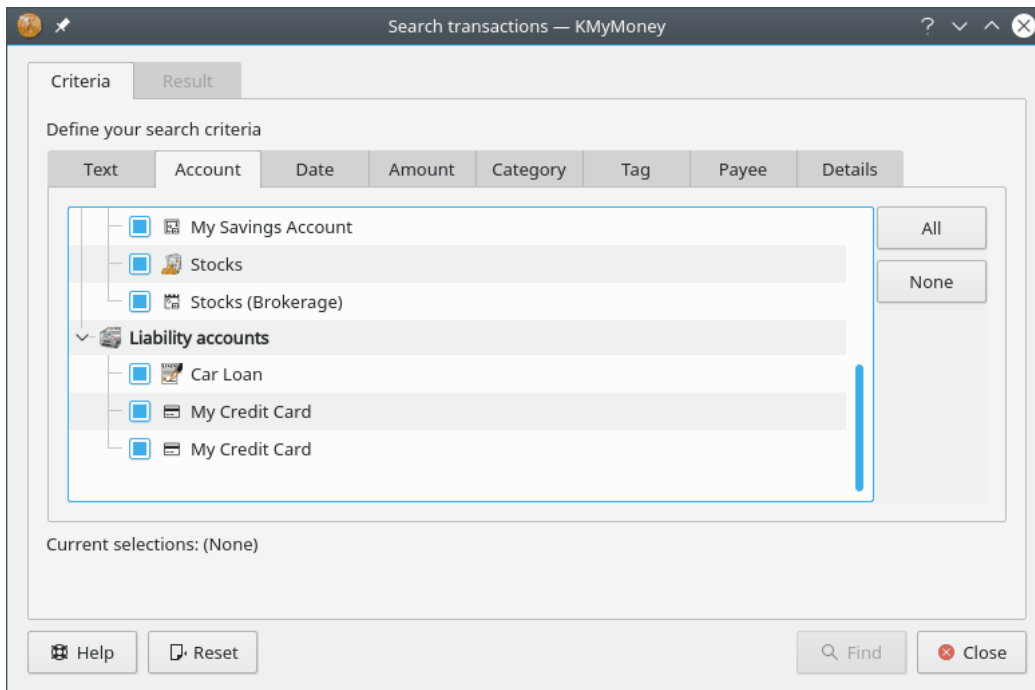 Search transactions — KMyMoney
Criteria
Result
Define your search criteria
Text
Account
Date
Amount
Category
Tag
Payee
Details
My Savings Account
All
Stocks
None
Stocks (Brokerage)
Liability accounts
Car Loan
My Credit Card
My Credit Card
Current selections: (None)
Help
Reset
Find
Close